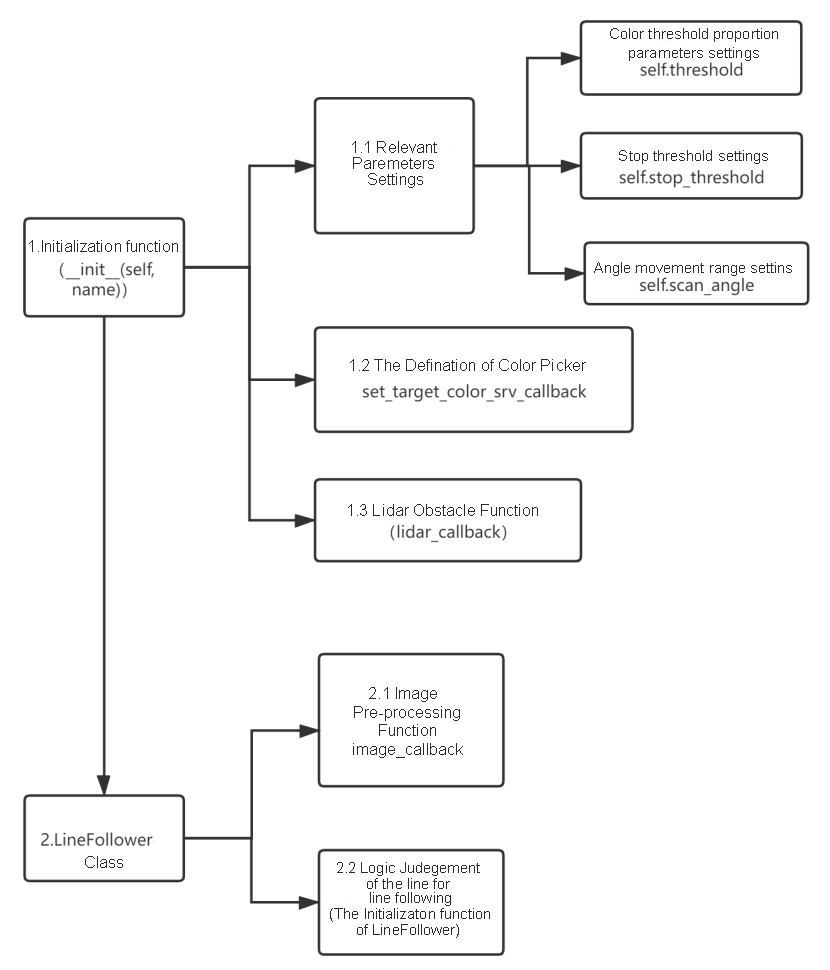 Color threshold proportion
parameters settings
self.threshold
1.1 Relevant
Paremeters
Settings
Stop threshold settings
self.stop_threshold
1.Initialization function
(__init__(self,
name))
Angle movement range settins
self.scan_angle
1.2 The Defination of Color Picker
set_target_color_srv_callback
1.3 Lidar Obstacle Function
(lidar_callback)
2.1 Image
Pre-processing
Function
image_callback
2.LineFollower
Class
2.2 Logic Judegement
of the line for
line following
(The Initializaton function
of LineFollower)